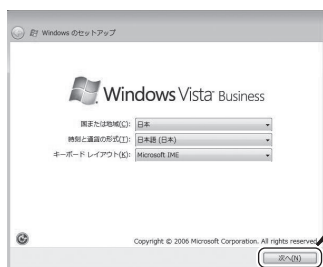 Windows のセットアップ
Windows Vista™ Business
国または地域(C): 日本
時刻と通貨の形式(T): 日本語 (日本)
キーボード レイアウト(K): Microsoft IME
Copyright © 2006 Microsoft Corporation. All rights reserved
次へ(N)